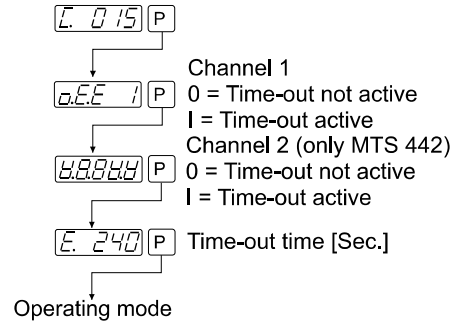 C. 015 P
Channel 1
o.E.E 1 P 0 = Time-out not active
I = Time-out active
Channel 2 (only MTS 442)
P 0 = Time-out not active
I = Time-out active
E. 240 P Time-out time [Sec.]
Operating mode